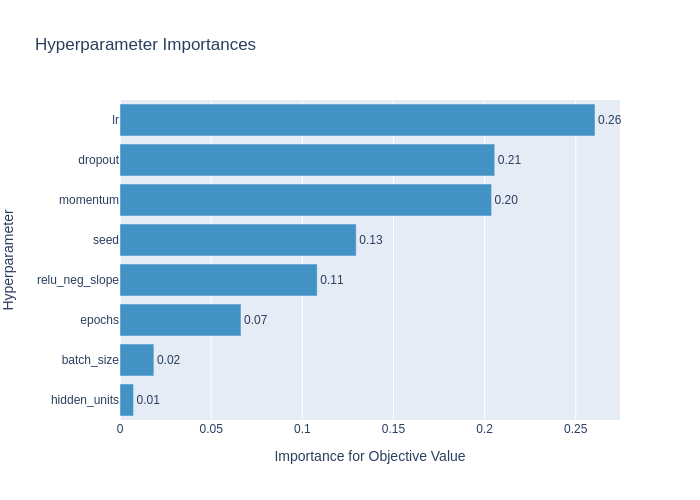 Hyperparameter Importances
Hyperparameter
lr 0.26
dropout 0.21
momentum 0.20
seed 0.13
relu_neg_slope 0.11
epochs 0.07
batch_size 0.02
hidden_units 0.01
0 0.05 0.1 0.15 0.2 0.25
Importance for Objective Value